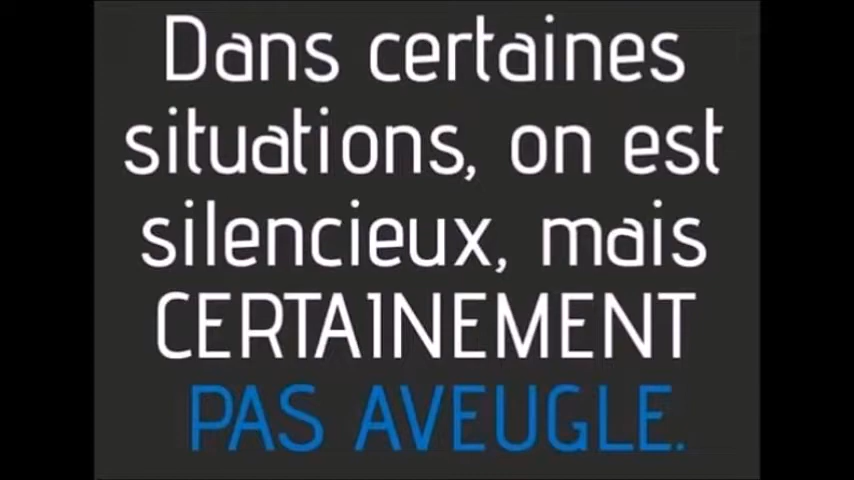 Dans certaines
situations, on est
silencieux, mais
CERTAINEMENT
PAS AVEUGLE.